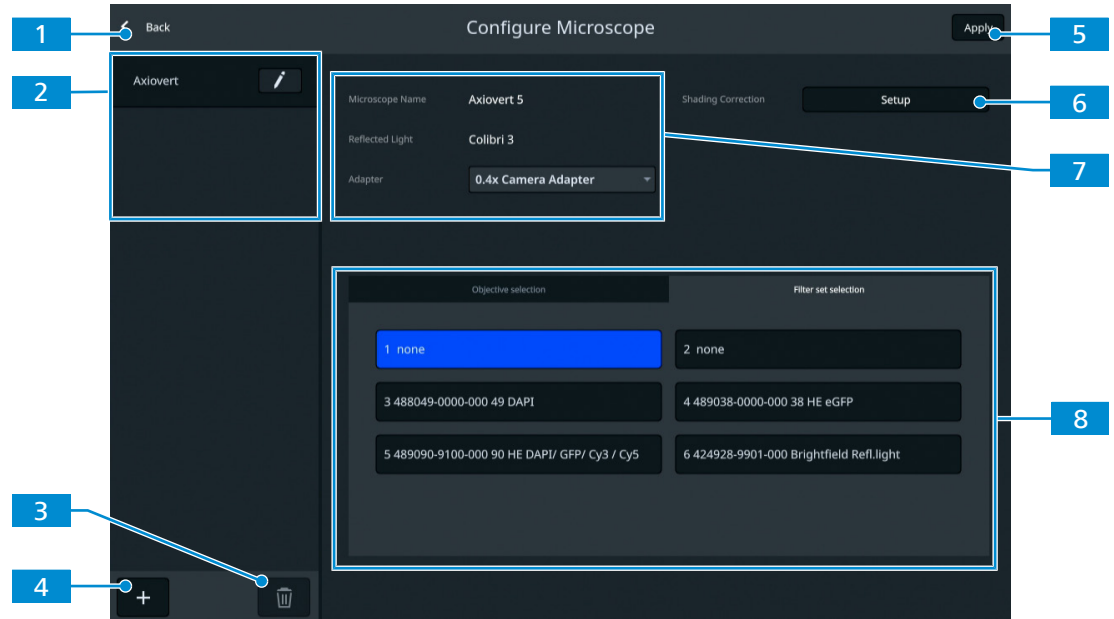 1
Back
Configure Microscope
Apply
5
2
Axiovert
Microscope Name
Axiovert 5
Shading Correction
Setup
6
Reflected Light
Colibri 3
7
Adapter
0.4x Camera Adapter
Objective selection
Filter set selection
1 none
2 none
3 488049-0000-000 49 DAPI
4 489038-0000-000 38 HE eGFP
8
5 489090-9100-000 90 HE DAPI/ GFP/ Cy3 / Cy5
6 424928-9901-000 Brightfield Refl.light
3
4
+